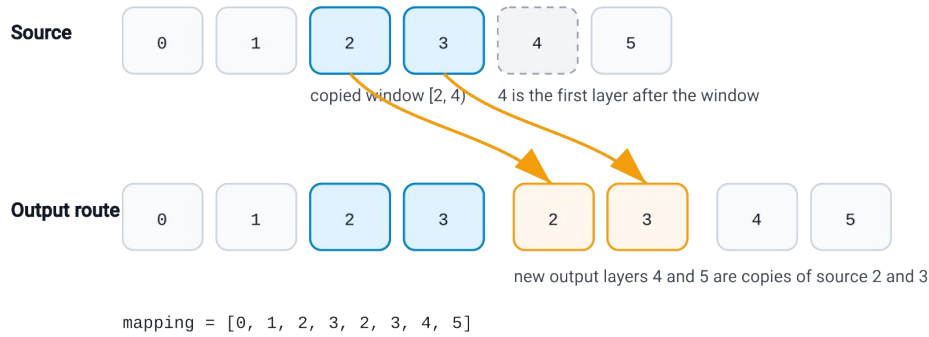 Source 0 1 2 3 4 5
copied window [2, 4) 4 is the first layer after the window
Output route 0 1 2 3 2 3 4 5
new output layers 4 and 5 are copies of source 2 and 3
mapping = [0, 1, 2, 3, 2, 3, 4, 5]